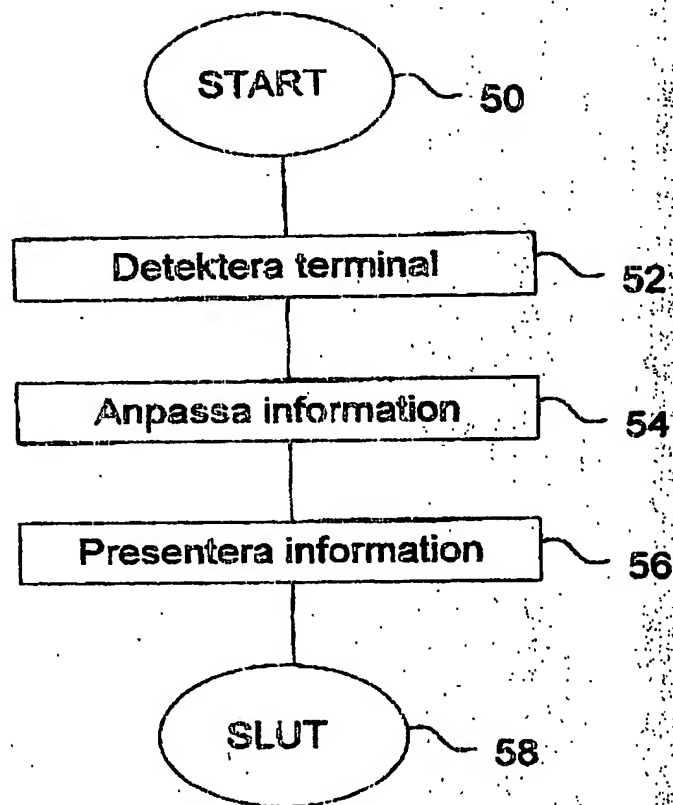 START 50
Detektera terminal 52
Anpassa information 54
Presentera information 56
SLUT 58